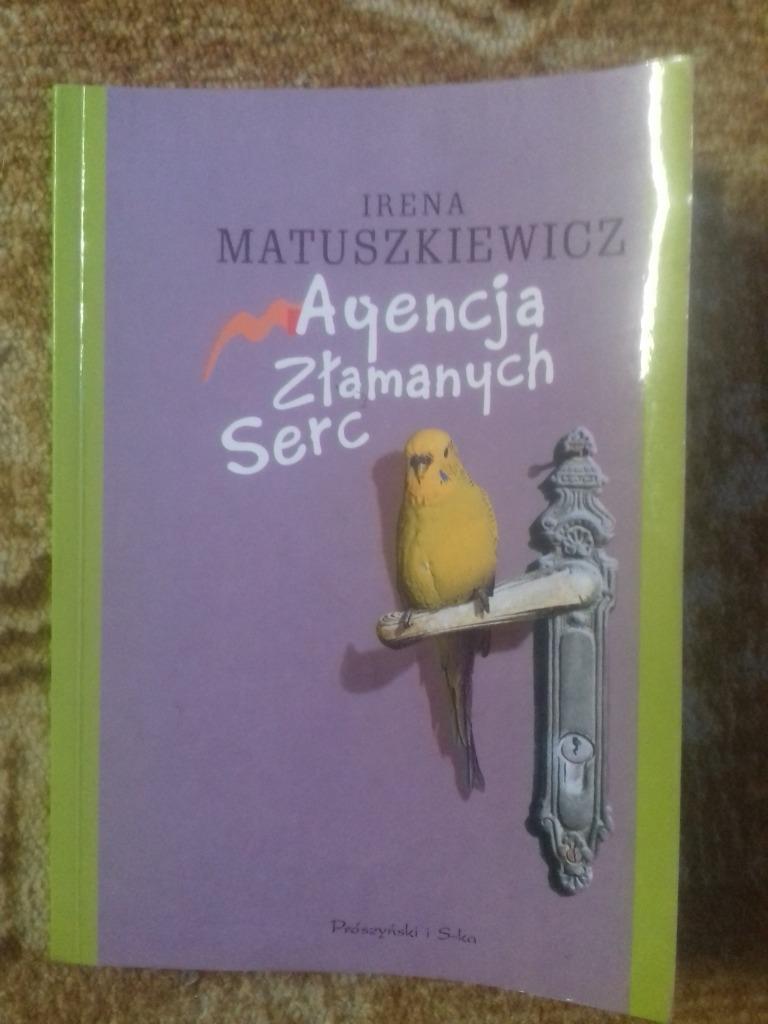 IRENA
MATUSZKIEWICZ
Agencja
Złamanych
Serc
Prószyński i S-ka